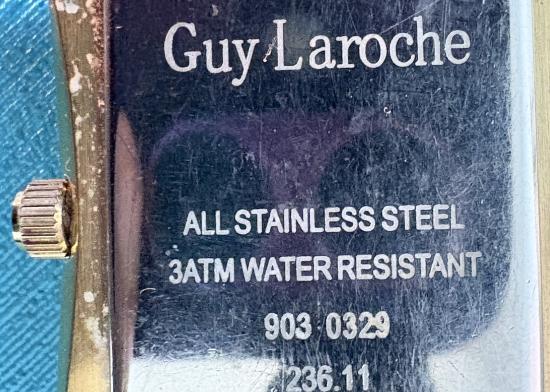 Guy Laroche
ALL STAINLESS STEEL
3ATM WATER RESISTANT
903 0329
236.11